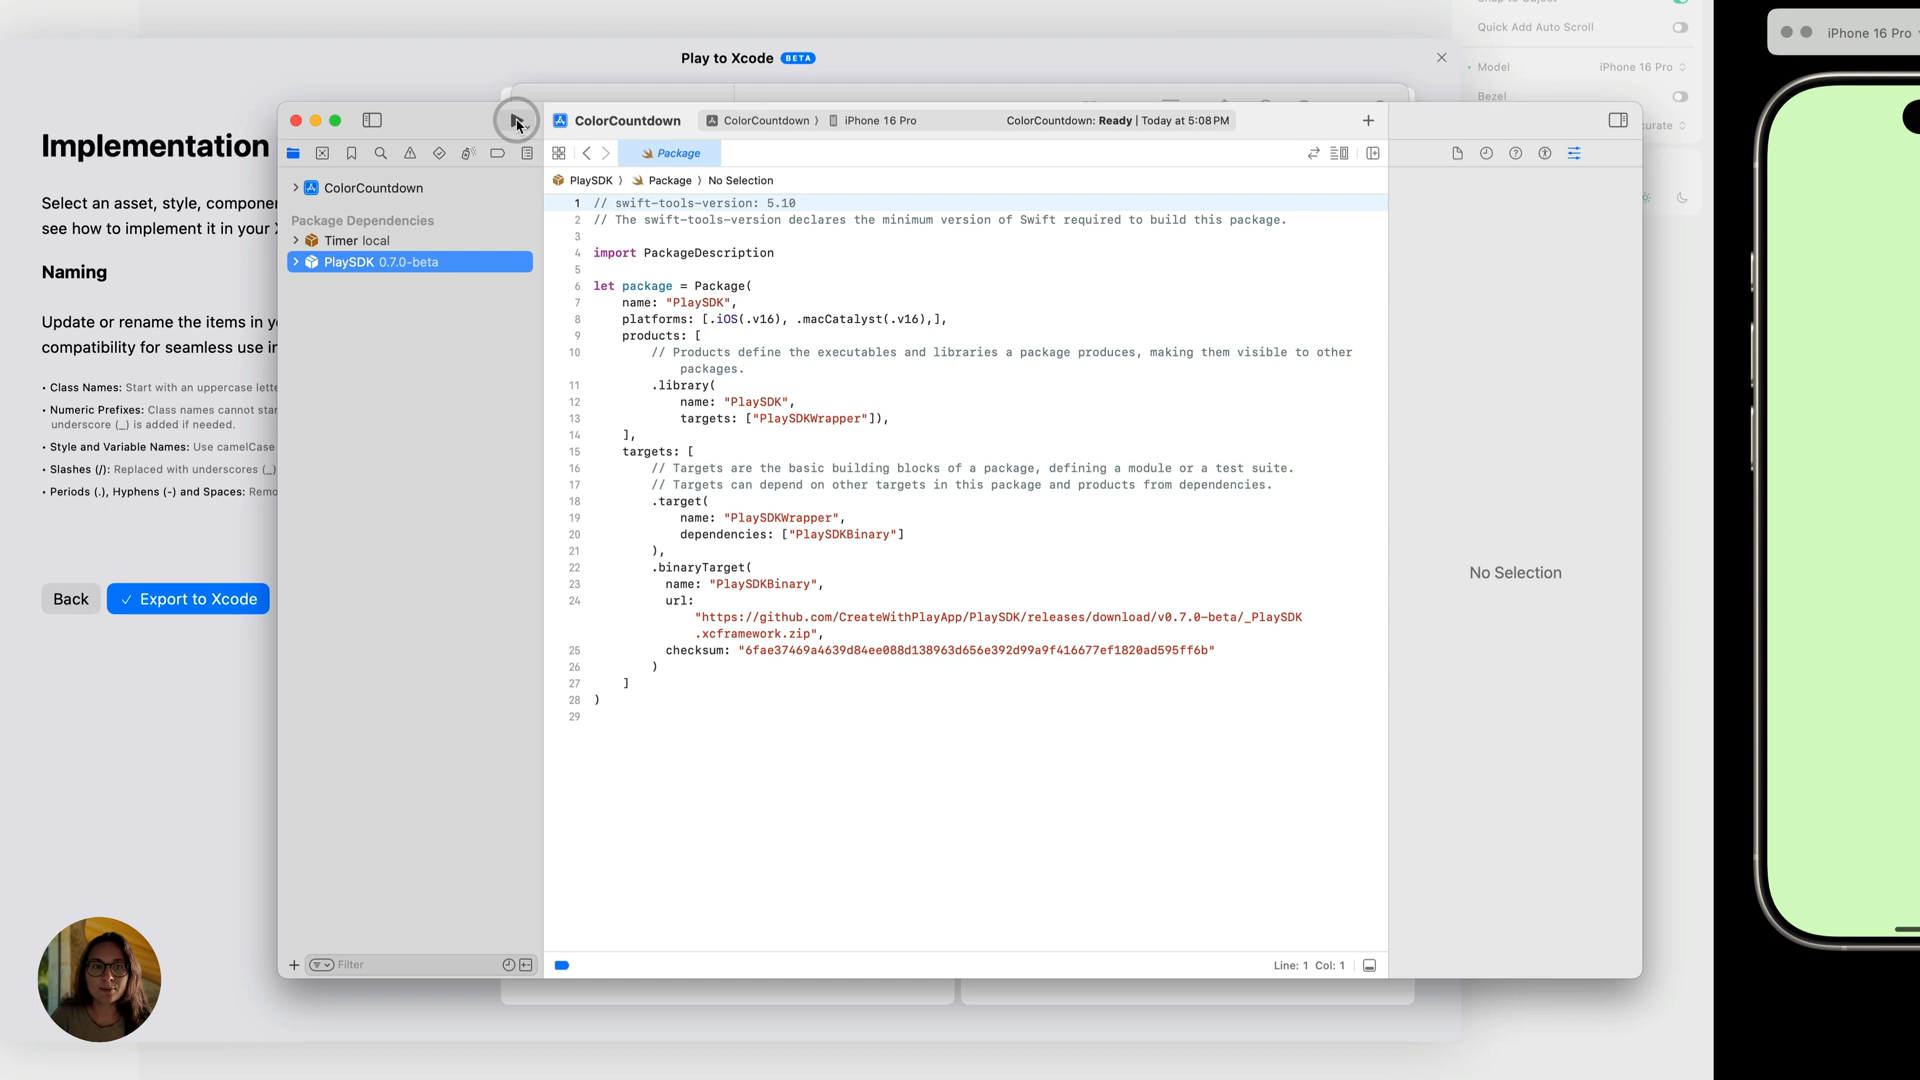 Quick Add Auto Scroll
iPhone 16 Pro
Play to Xcode BETA
Model iPhone 16 Pro
Bezel
Implementation
Select an asset, style,
see how to implement it in your
Naming
Update or rename the items in
compatibility for seamless use
• Class Names: Start with an uppercase
• Numeric Prefixes: Class names cannot
underscore (_) is added if needed.
• Style and Variable Names: Use camelCase
• Slashes (/): Replaced with underscores (_)
• Periods (.), Hyphens (-) and Spaces:
Back
✓ Export to Xcode
ColorCountdown
ColorCountdown 〉 iPhone 16 Pro
ColorCountdown: Ready | Today at 5:08 PM
Package
PlaySDK 〉 Package 〉 No Selection
ColorCountdown
Package Dependencies
Timer local
PlaySDK 0.7.0-beta
1 // swift-tools-version: 5.10
2 // The swift-tools-version declares the minimum version of Swift required to build this package.
3
4 import PackageDescription
5
6 let package = Package(
7 name: "PlaySDK",
8 platforms: [.iOS(.v16), .macCatalyst(.v16),],
9 products: [
10 // Products define the executables and libraries a package produces, making them visible to other
packages.
11 .library(
12 name: "PlaySDK",
13 targets: ["PlaySDKWrapper"]),
14 ],
15 targets: [
16 // Targets are the basic building blocks of a package, defining a module or a test suite.
17 // Targets can depend on other targets in this package and products from dependencies.
18 .target(
19 name: "PlaySDKWrapper",
20 dependencies: ["PlaySDKBinary"]
21 ),
22 .binaryTarget(
23 name: "PlaySDKBinary",
24 url:
"https://github.com/CreateWithPlayApp/PlaySDK/releases/download/v0.7.0-beta/_PlaySDK
.xcframework.zip",
25 checksum: "6fae37469a4639d84ee088d138963d656e392d99a9f416677ef1820ad595ff6b"
26 )
27 ]
28 )
29
No Selection
Filter
Line: 1 Col: 1